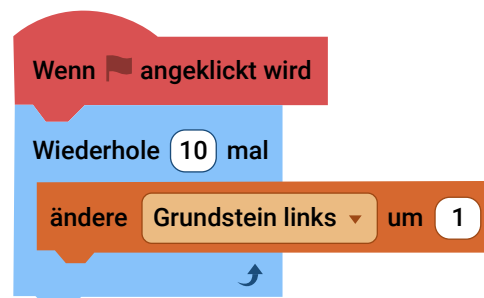 Wenn angeklickt wird
Wiederhole 10 mal
ändere Grundstein links um 1